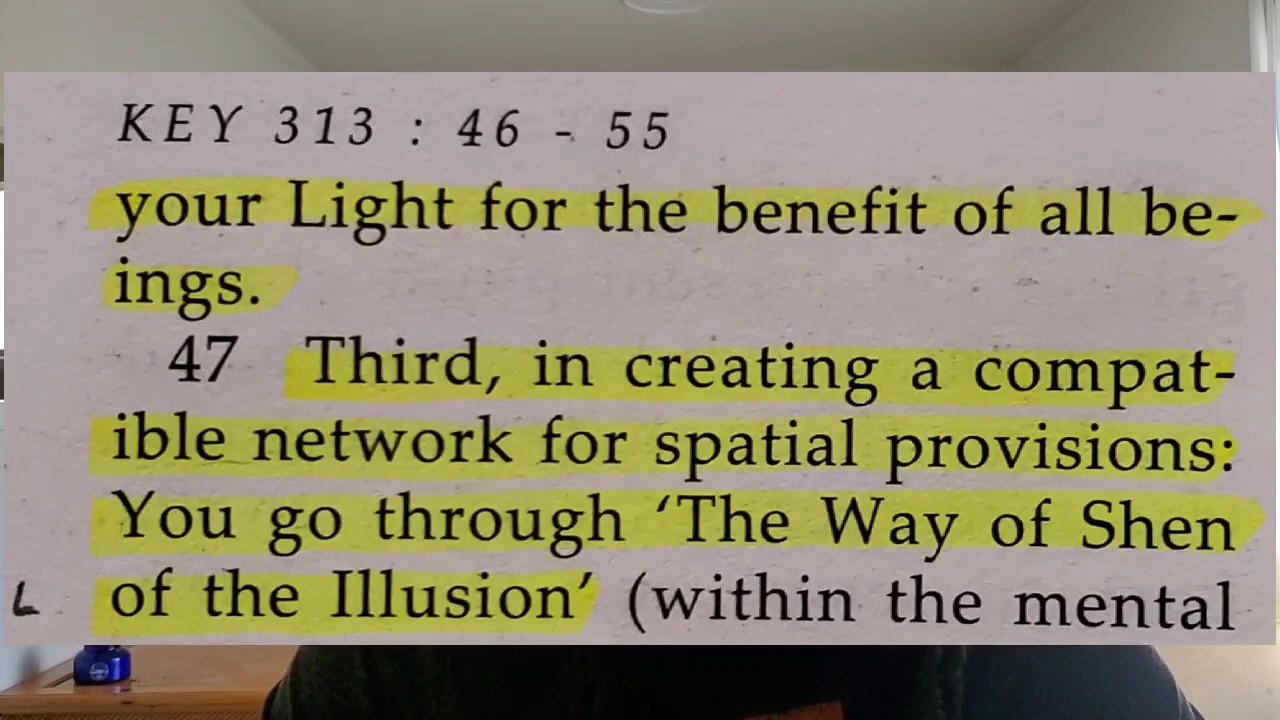 KEY 313 : 46 - 55
your Light for the benefit of all be-
ings.
47 Third, in creating a compat-
ible network for spatial provisions:
You go through ‘The Way of Shen
of the Illusion’ (within the mental
L